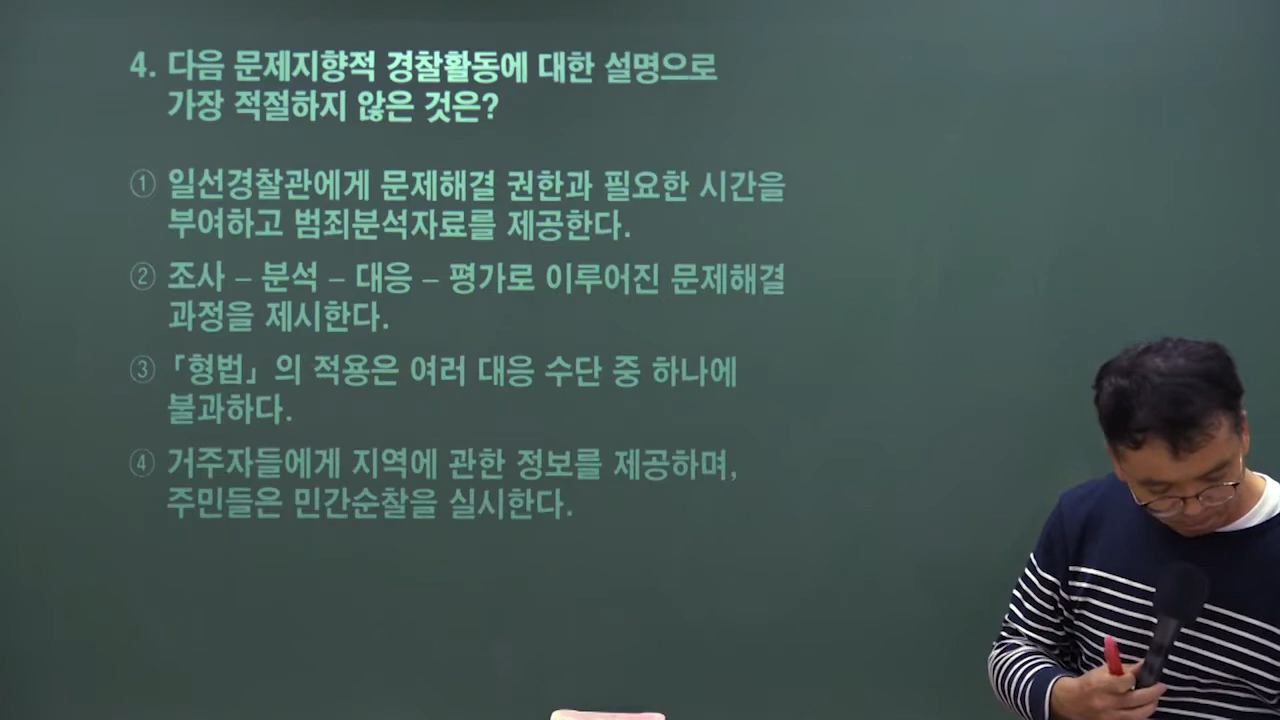 4. 다음 문제지향적 경찰활동에 대한 설명으로
가장 적절하지 않은 것은?
① 일선경찰관에게 문제해결 권한과 필요한 시간을
부여하고 범죄분석자료를 제공한다.
② 조사 – 분석 – 대응 – 평가로 이루어진 문제해결
과정을 제시한다.
③ 「형법」의 적용은 여러 대응 수단 중 하나에
불과하다.
④ 거주자들에게 지역에 관한 정보를 제공하며,
주민들은 민간순찰을 실시한다.